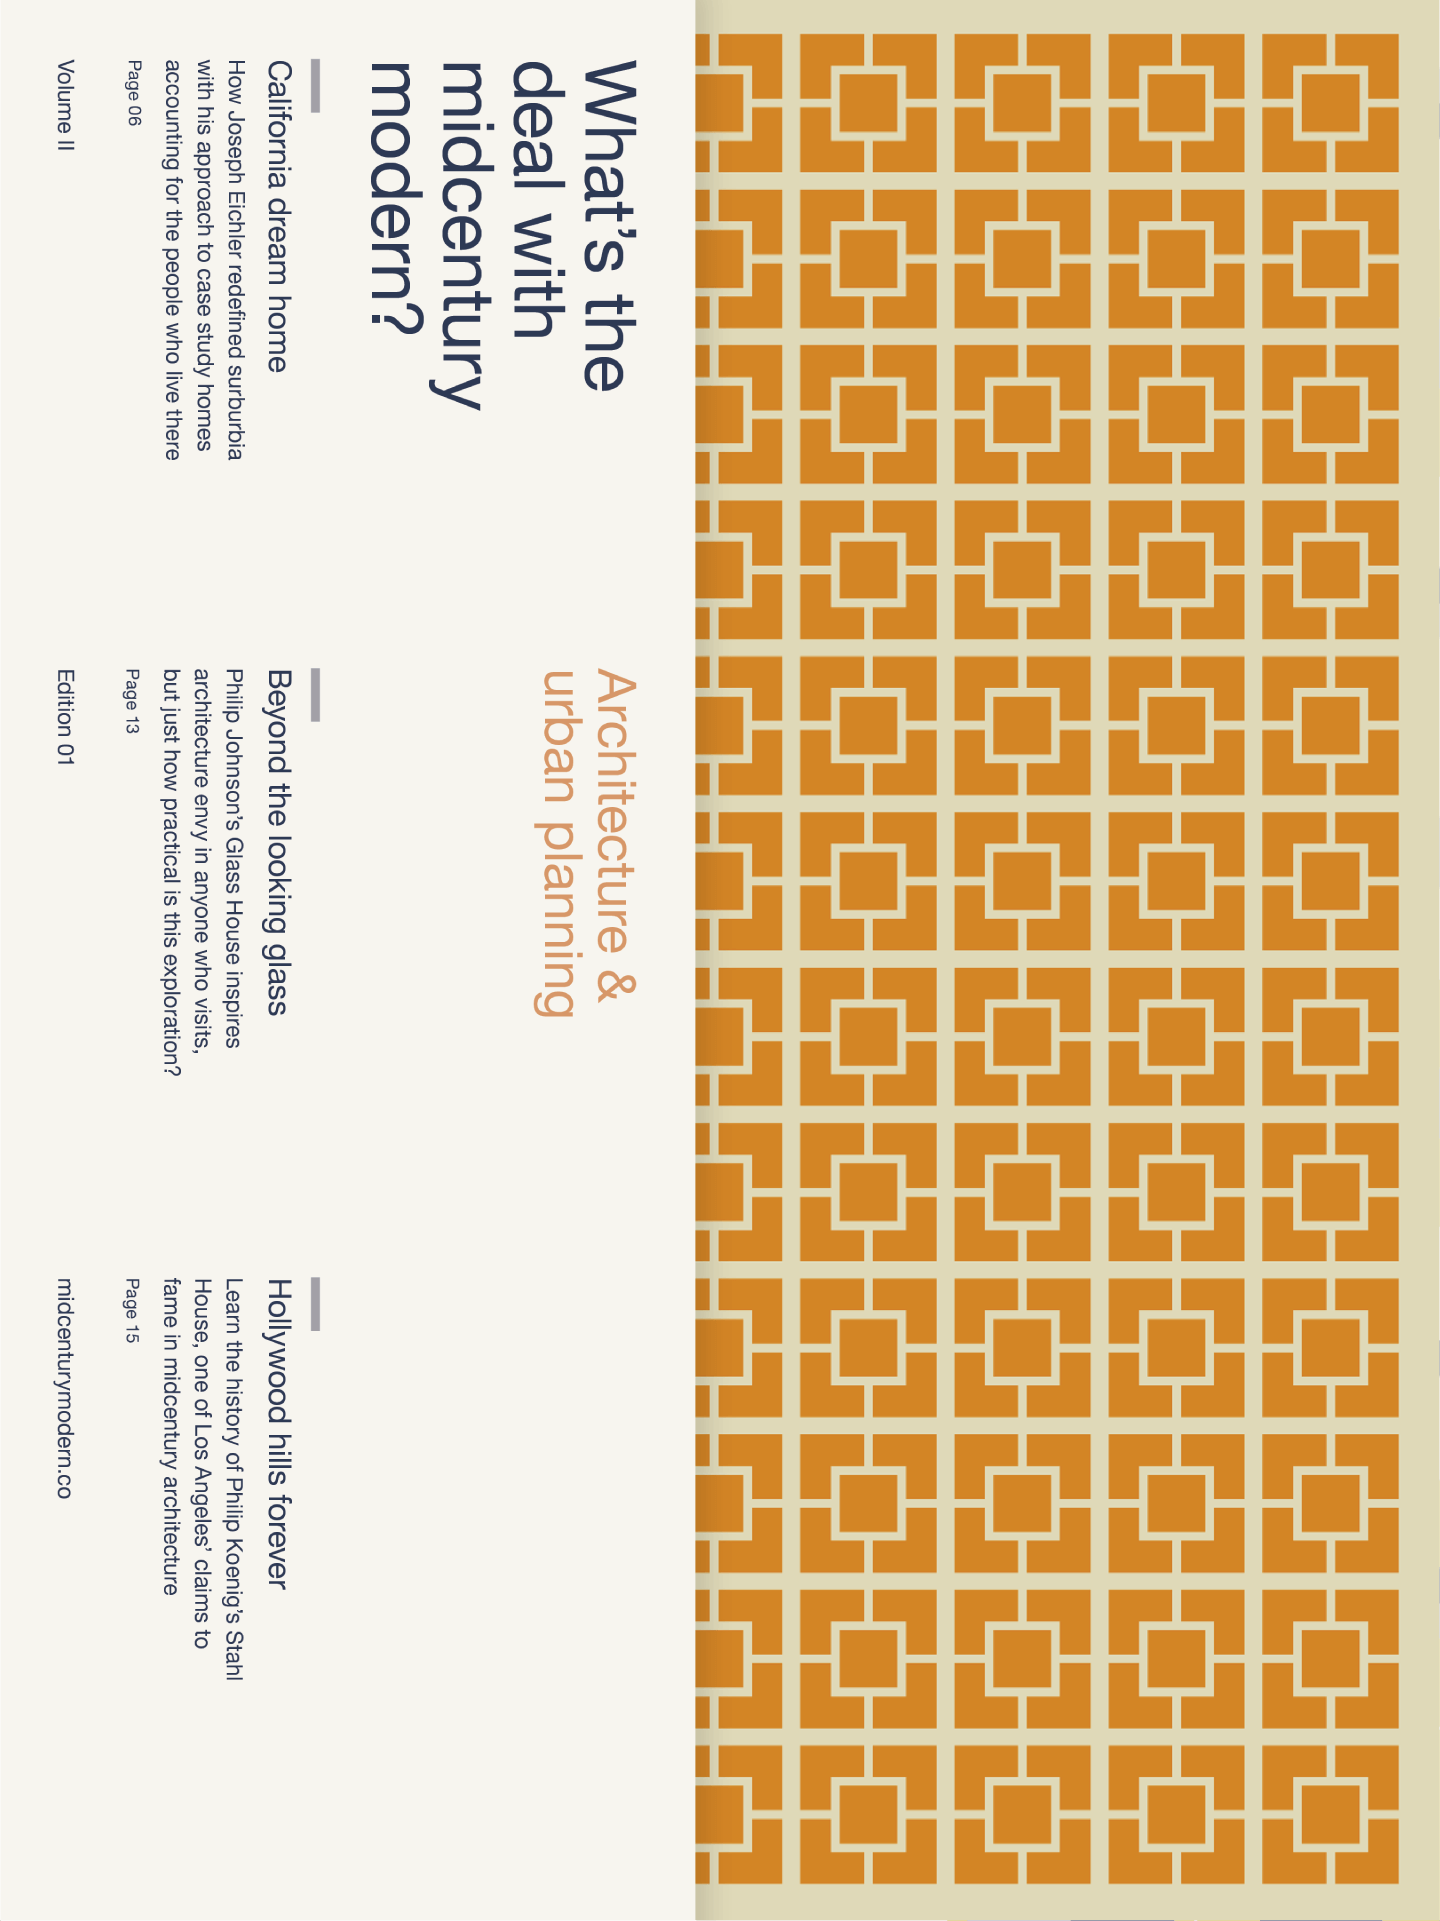 What's the
deal with
midcentury
modern?
Architecture &
urban planning
California dream home
How Joseph Eichler redefined surburbia
with his approach to case study homes
accounting for the people who live there
Page 06
Beyond the looking glass
Philip Johnson's Glass House inspires
architecture envy in anyone who visits,
but just how practical is this exploration?
Page 13
Hollywood hills forever
Learn the history of Philip Koenig's Stahl
House, one of Los Angeles' claims to
fame in midcentury architecture
Page 15
Volume II
Edition 01
midcenturymodern.co